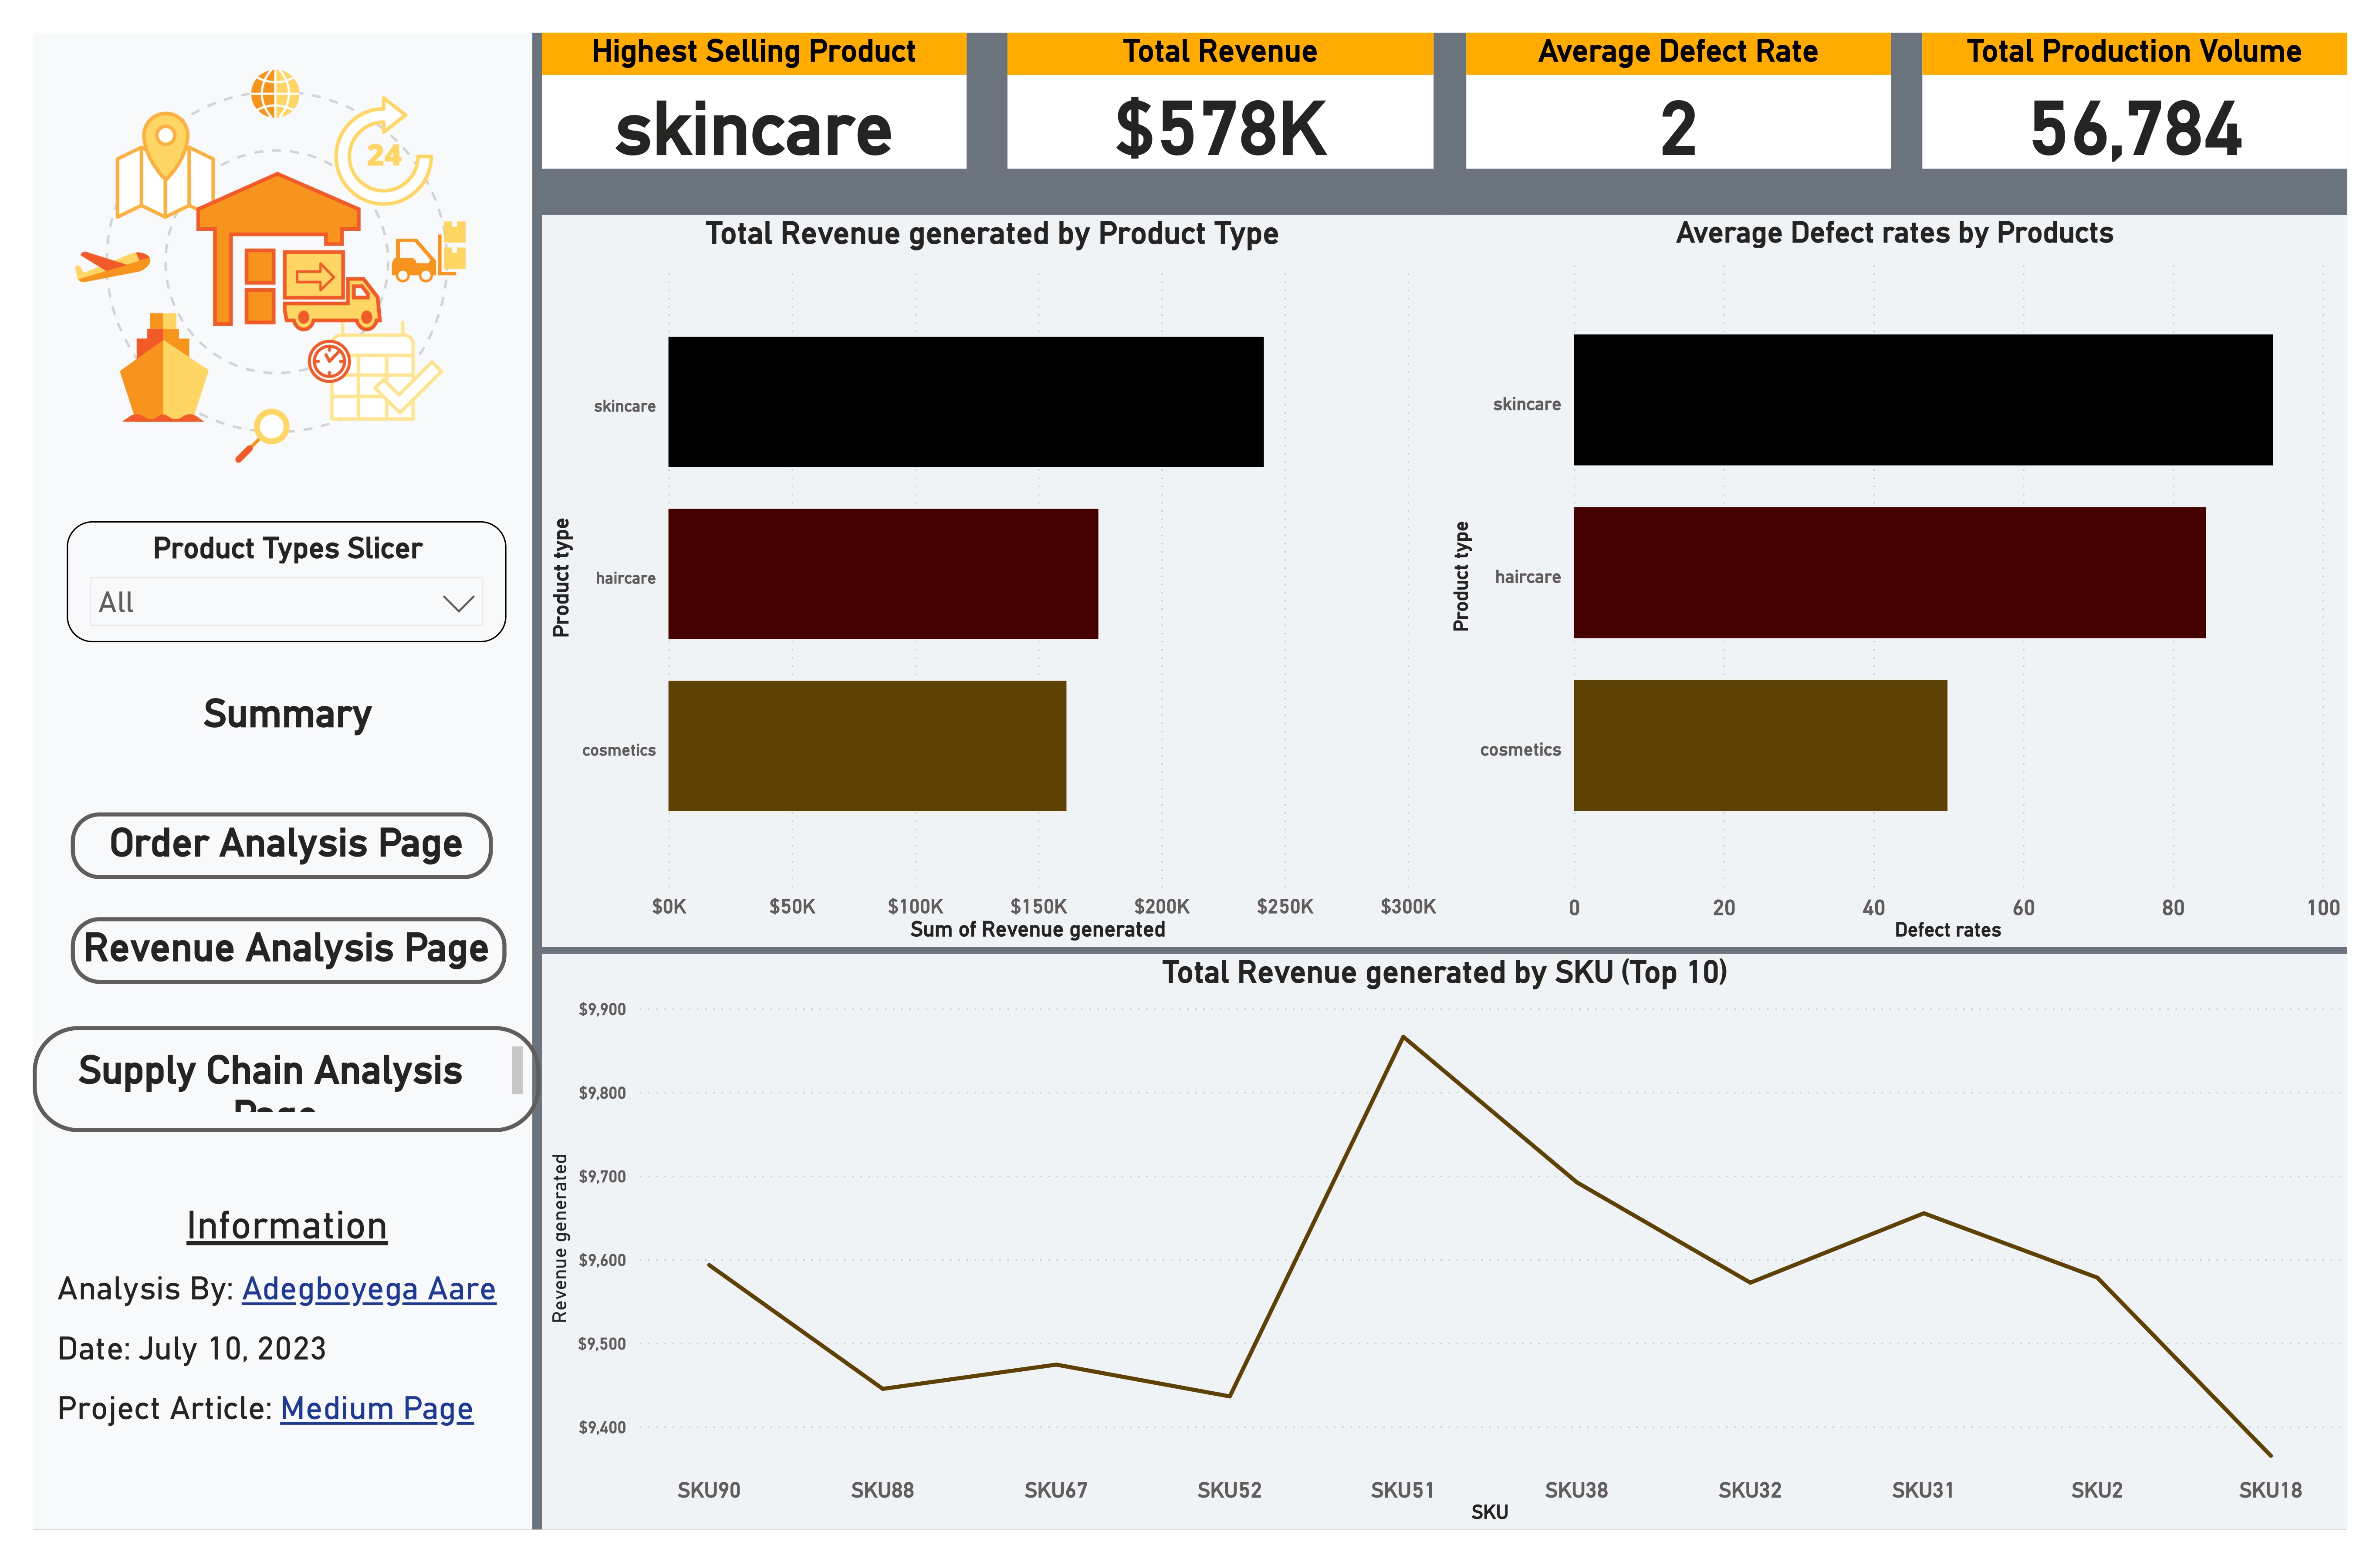 24
Product Types Slicer
All
Summary
Order Analysis Page
Revenue Analysis Page
Supply Chain Analysis
Page
Information
Analysis By: Adegboyega Aare
Date: July 10, 2023
Project Article: Medium Page
Highest Selling Product
skincare
Total Revenue
$578K
Average Defect Rate
2
Total Production Volume
56,784
Total Revenue generated by Product Type
Product type
skincare
haircare
cosmetics
$0K $50K $100K $150K $200K $250K $300K
Sum of Revenue generated
Average Defect rates by Products
Product type
skincare
haircare
cosmetics
0 20 40 60 80 100
Defect rates
Total Revenue generated by SKU (Top 10)
Revenue generated
$9,900
$9,800
$9,700
$9,600
$9,500
$9,400
SKU90 SKU88 SKU67 SKU52 SKU51 SKU38 SKU32 SKU31 SKU2 SKU18
SKU